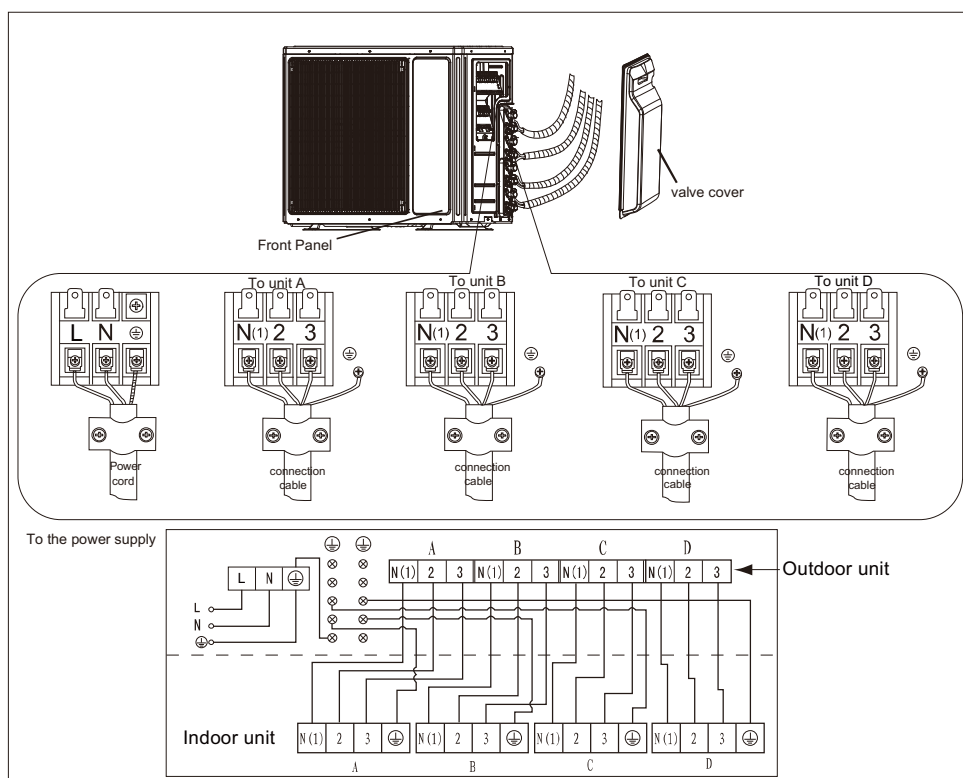 valve cover
Front Panel
To unit A
To unit B
To unit C
To unit D
L N
N(1) 2 3
N(1) 2 3
N(1) 2 3
N(1) 2 3
Power
cord
connection
cable
connection
cable
connection
cable
connection
cable
To the power supply
A B C D
L N
N(1) 2 3 N(1) 2 3 N(1) 2 3 N(1) 2 3
Outdoor unit
L
N
Indoor unit
N(1) 2 3 N(1) 2 3 N(1) 2 3 N(1) 2 3
A B C D